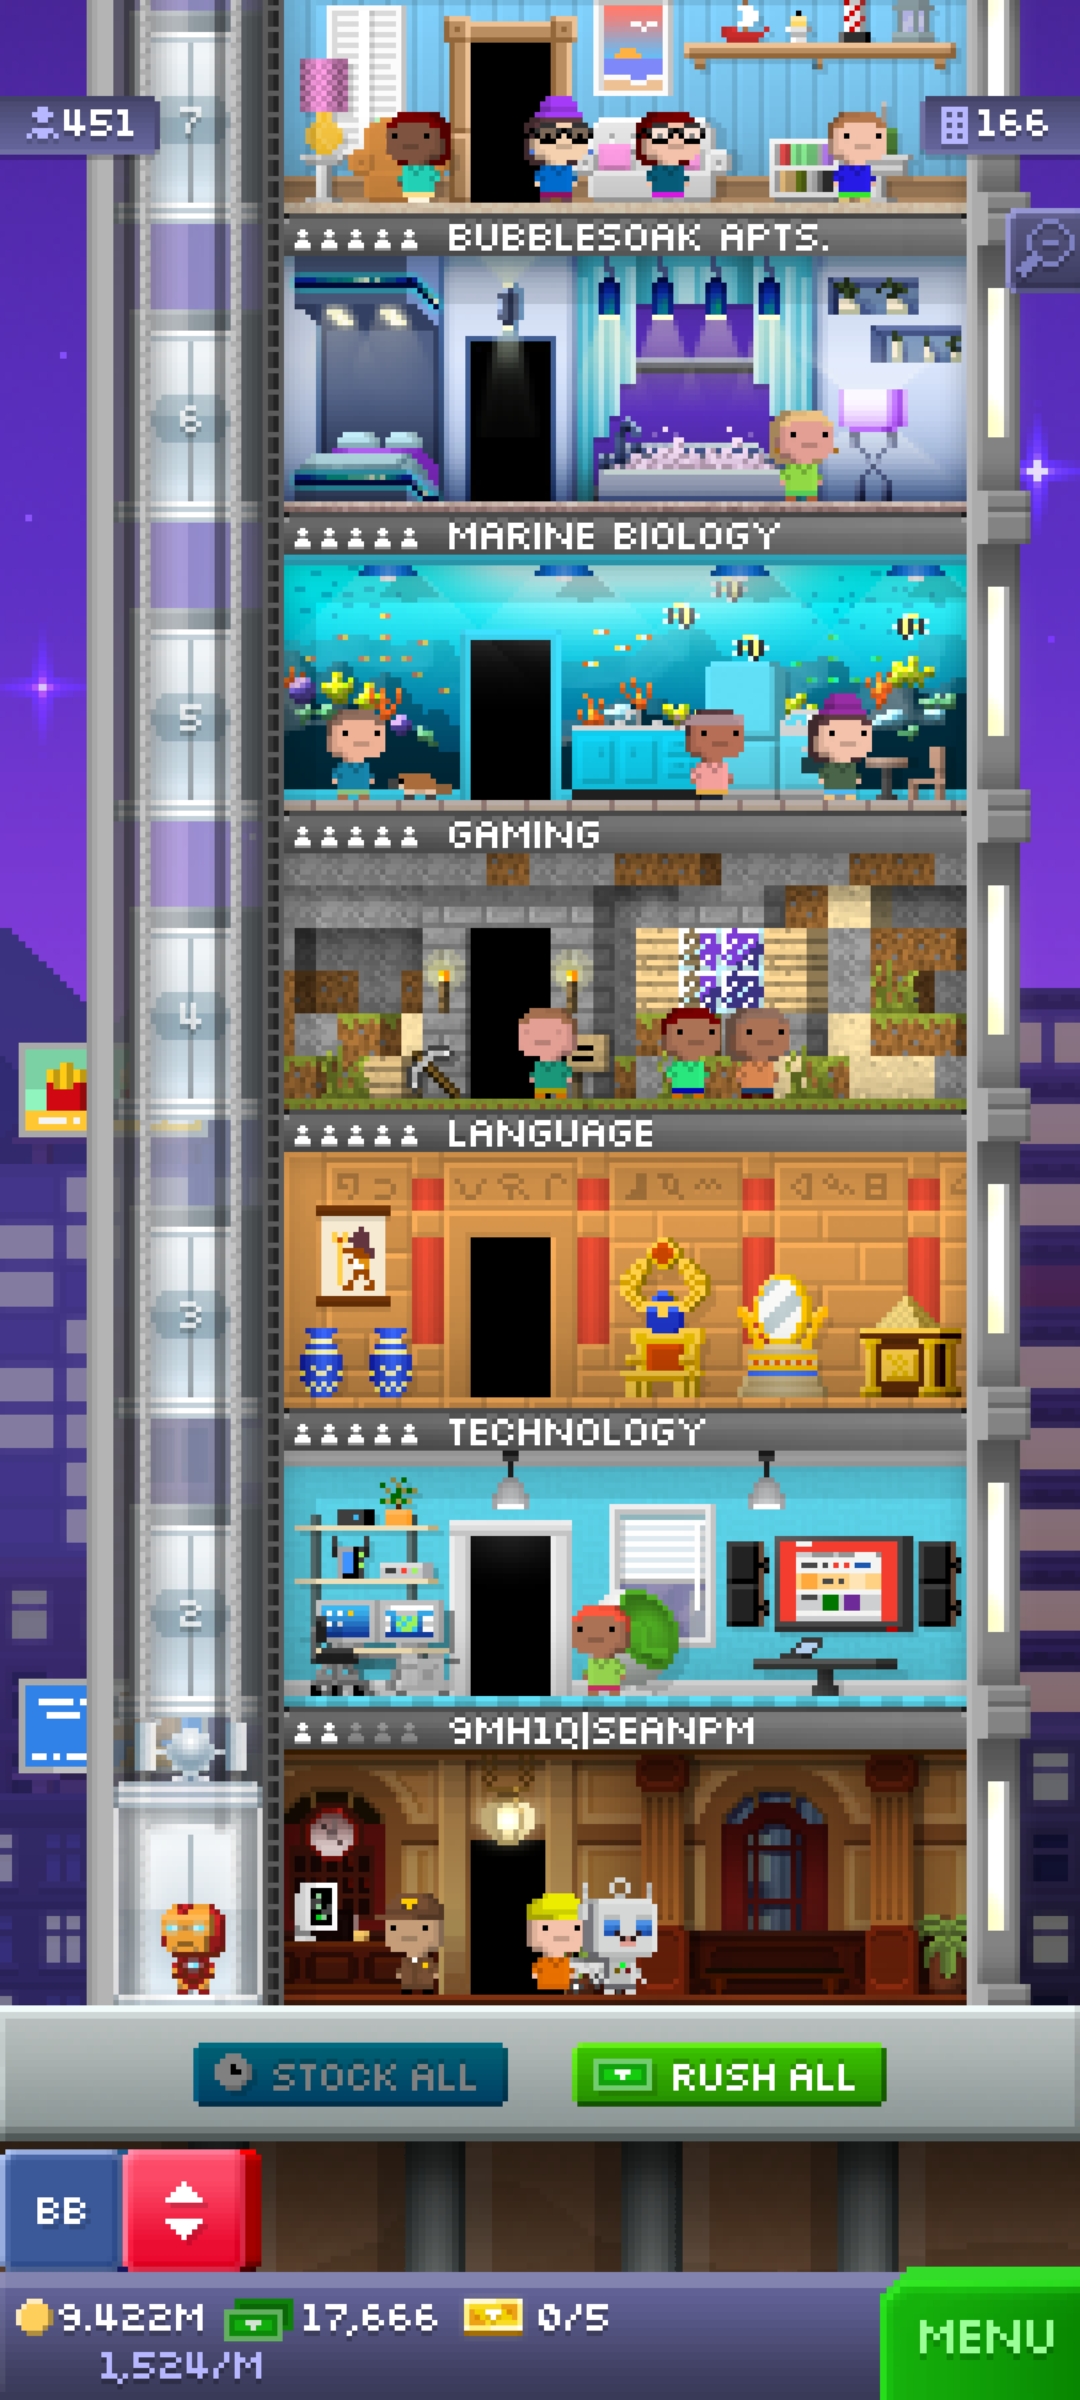 7
451
166
BUBBLESOAK APTS.
6
MARINE BIOLOGY
5
GAMING
4
LANGUAGE
3
TECHNOLOGY
2
9MH1Q|SEANPM
STOCK ALL
RUSH ALL
BB
9.422M
17,666
0/5
1,524/M
MENU